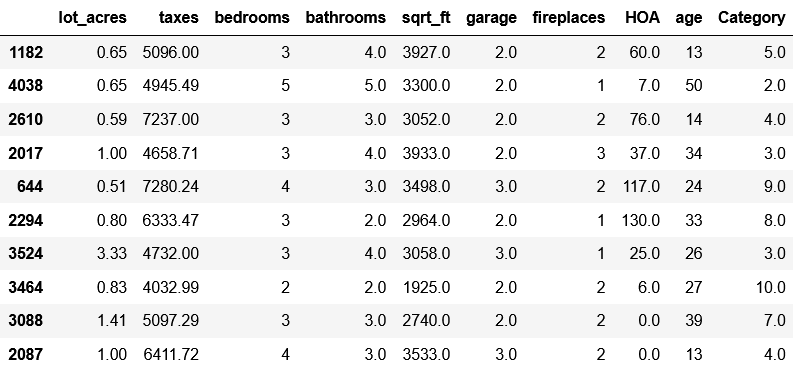 lot_acres taxes bedrooms bathrooms sqrt_ft garage fireplaces HOA age Category
1182 0.65 5096.00 3 4.0 3927.0 2.0 2 60.0 13 5.0
4038 0.65 4945.49 5 5.0 3300.0 2.0 1 7.0 50 2.0
2610 0.59 7237.00 3 3.0 3052.0 2.0 2 76.0 14 4.0
2017 1.00 4658.71 3 4.0 3933.0 2.0 3 37.0 34 3.0
644 0.51 7280.24 4 3.0 3498.0 3.0 2 117.0 24 9.0
2294 0.80 6333.47 3 2.0 2964.0 2.0 1 130.0 33 8.0
3524 3.33 4732.00 3 4.0 3058.0 3.0 1 25.0 26 3.0
3464 0.83 4032.99 2 2.0 1925.0 2.0 2 6.0 27 10.0
3088 1.41 5097.29 3 3.0 2740.0 2.0 2 0.0 39 7.0
2087 1.00 6411.72 4 3.0 3533.0 3.0 2 0.0 13 4.0